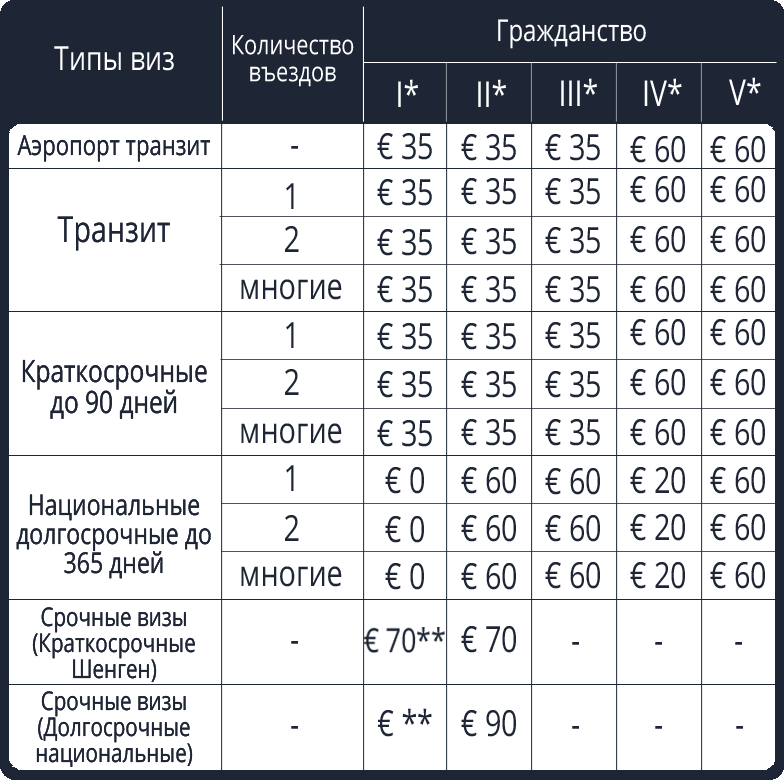 Типы виз
Количество
въездов
Гражданство
I* II* III* IV* V*
Аэропорт транзит - € 35 € 35 € 35 € 60 € 60
Транзит
1 € 35 € 35 € 35 € 60 € 60
2 € 35 € 35 € 35 € 60 € 60
многие € 35 € 35 € 35 € 60 € 60
Краткосрочные
до 90 дней
1 € 35 € 35 € 35 € 60 € 60
2 € 35 € 35 € 35 € 60 € 60
многие € 35 € 35 € 35 € 60 € 60
Национальные
долгосрочные до
365 дней
1 € 0 € 60 € 60 € 20 € 60
2 € 0 € 60 € 60 € 20 € 60
многие € 0 € 60 € 60 € 20 € 60
Срочные визы
(Краткосрочные
Шенген)
- € 70** € 70 - - -
Срочные визы
(Долгосрочные
национальные)
- € ** € 90 - - -